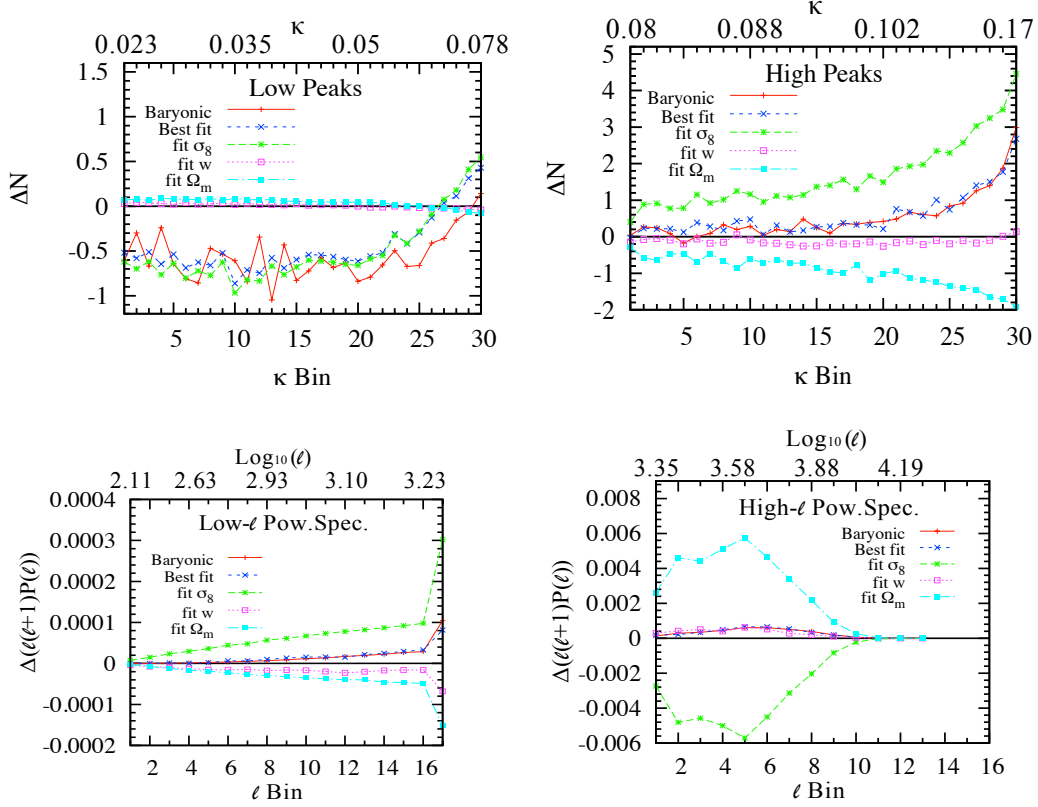 κ
0.023 0.035 0.05 0.078
1.5
1
0.5
0
-0.5
-1
ΔN
Low Peaks
Baryonic
Best fit
fit σ8
fit w
fit Ωm
5 10 15 20 25 30
κ Bin
κ
0.08 0.088 0.102 0.17
5
4
3
2
1
0
-1
-2
ΔN
High Peaks
Baryonic
Best fit
fit σ8
fit w
fit Ωm
5 10 15 20 25 30
κ Bin
Log10(ℓ)
2.11 2.63 2.93 3.10 3.23
0.0004
0.0003
0.0002
0.0001
0
-0.0001
-0.0002
Δ(ℓ(ℓ+1)P(ℓ))
Low-ℓ Pow.Spec.
Baryonic
Best fit
fit σ8
fit w
fit Ωm
2 4 6 8 10 12 14 16
ℓ Bin
Log10(ℓ)
3.35 3.58 3.88 4.19
0.008
0.006
0.004
0.002
0
-0.002
-0.004
-0.006
Δ(ℓ(ℓ+1)P(ℓ))
High-ℓ Pow.Spec.
Baryonic
Best fit
fit σ8
fit w
fit Ωm
2 4 6 8 10 12 14 16
ℓ Bin